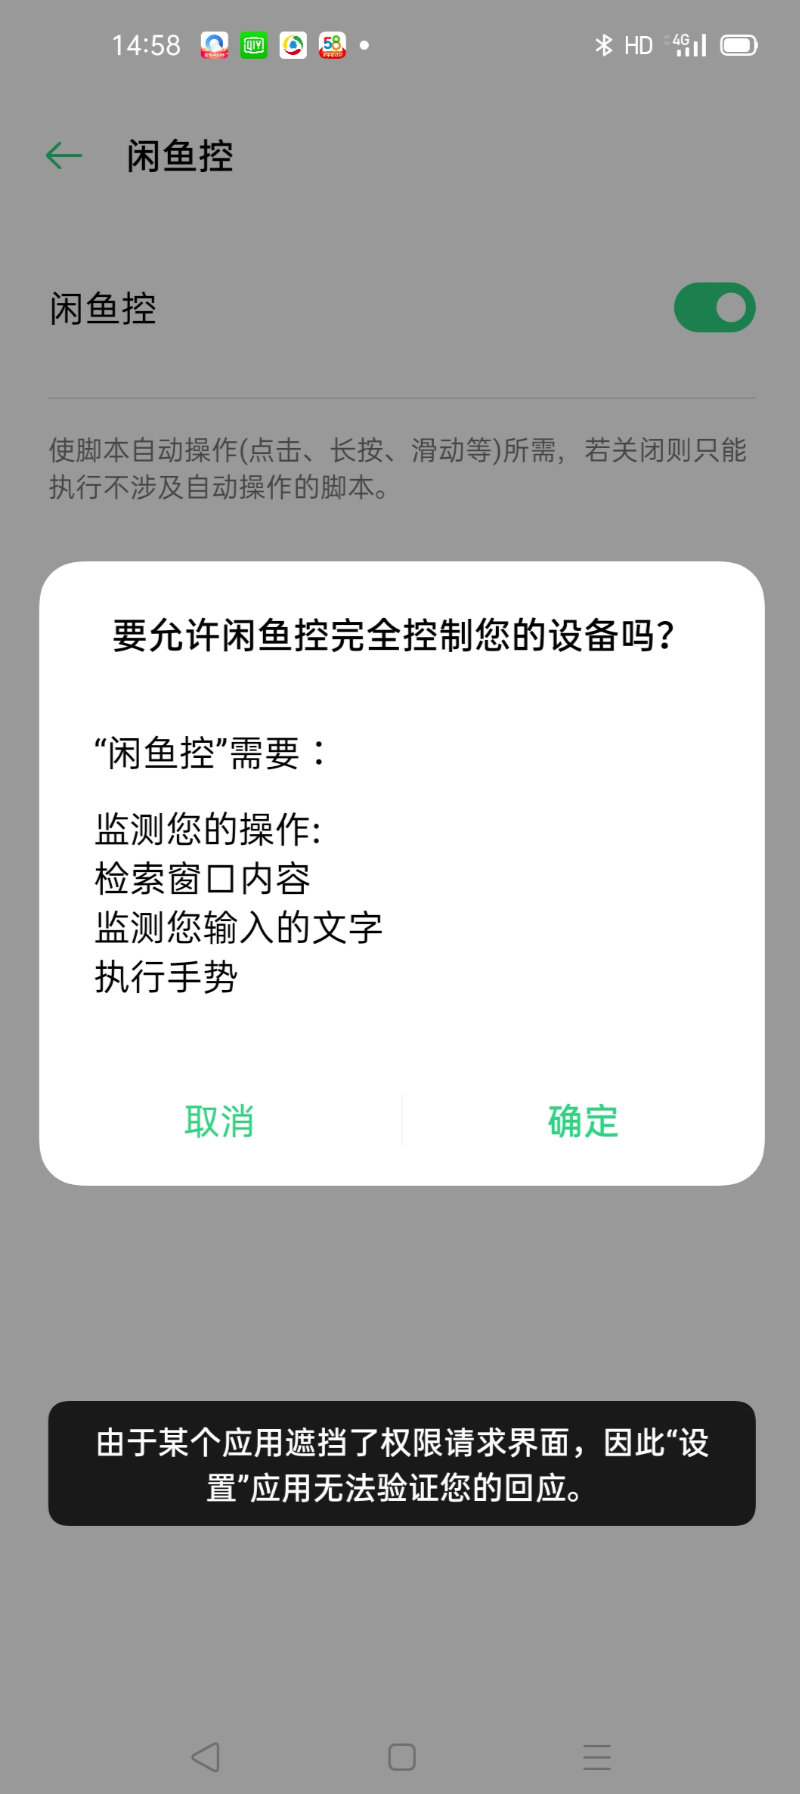 14:58
QIY
58
HD
4G
闲鱼控
闲鱼控
使脚本自动操作(点击、长按、滑动等)所需，若关闭则只能
执行不涉及自动操作的脚本。
要允许闲鱼控完全控制您的设备吗？
“闲鱼控”需要：
监测您的操作:
检索窗口内容
监测您输入的文字
执行手势
取消
确定
由于某个应用遮挡了权限请求界面，因此“设
置”应用无法验证您的回应。